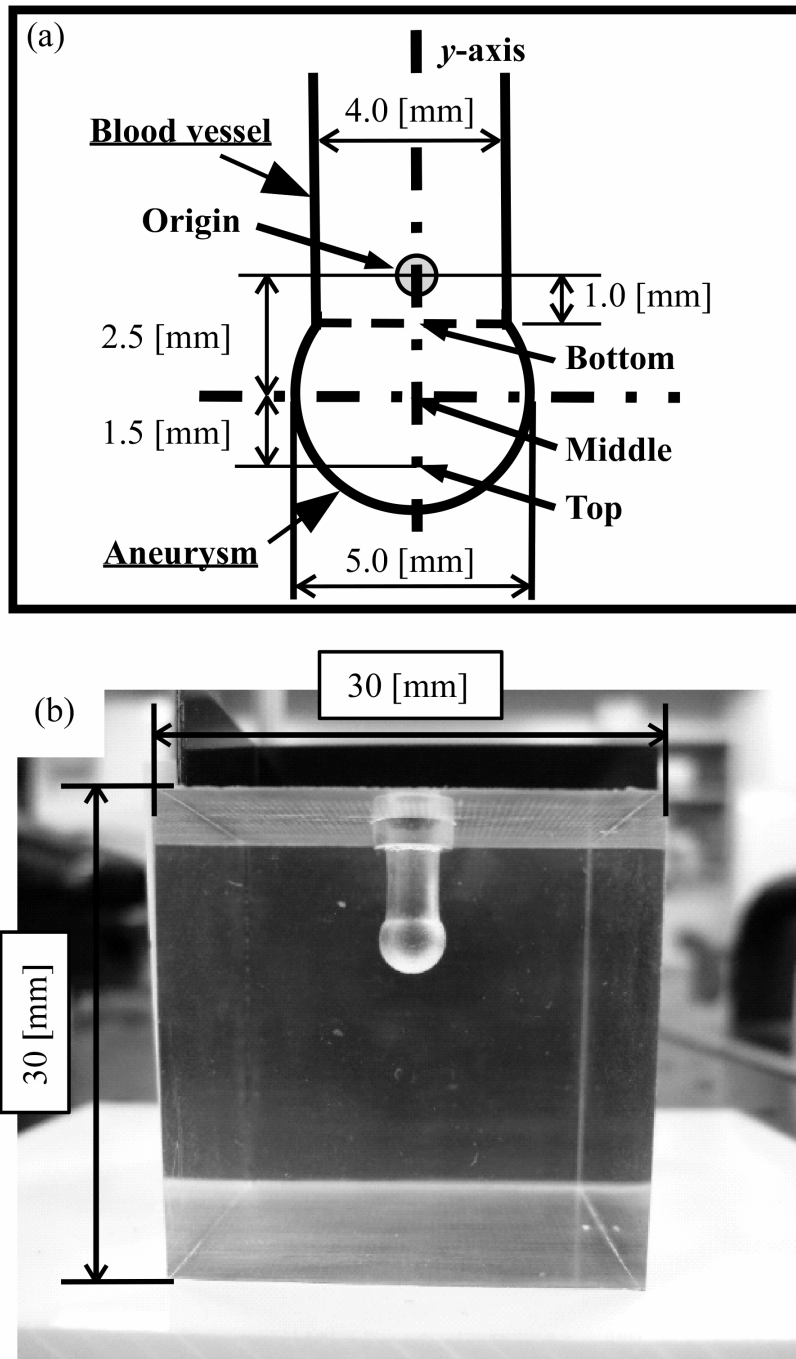 (a)
y-axis
4.0 [mm]
Blood vessel
Origin
1.0 [mm]
2.5 [mm]
Bottom
1.5 [mm]
Middle
Top
Aneurysm
5.0 [mm]
(b)
30 [mm]
30 [mm]